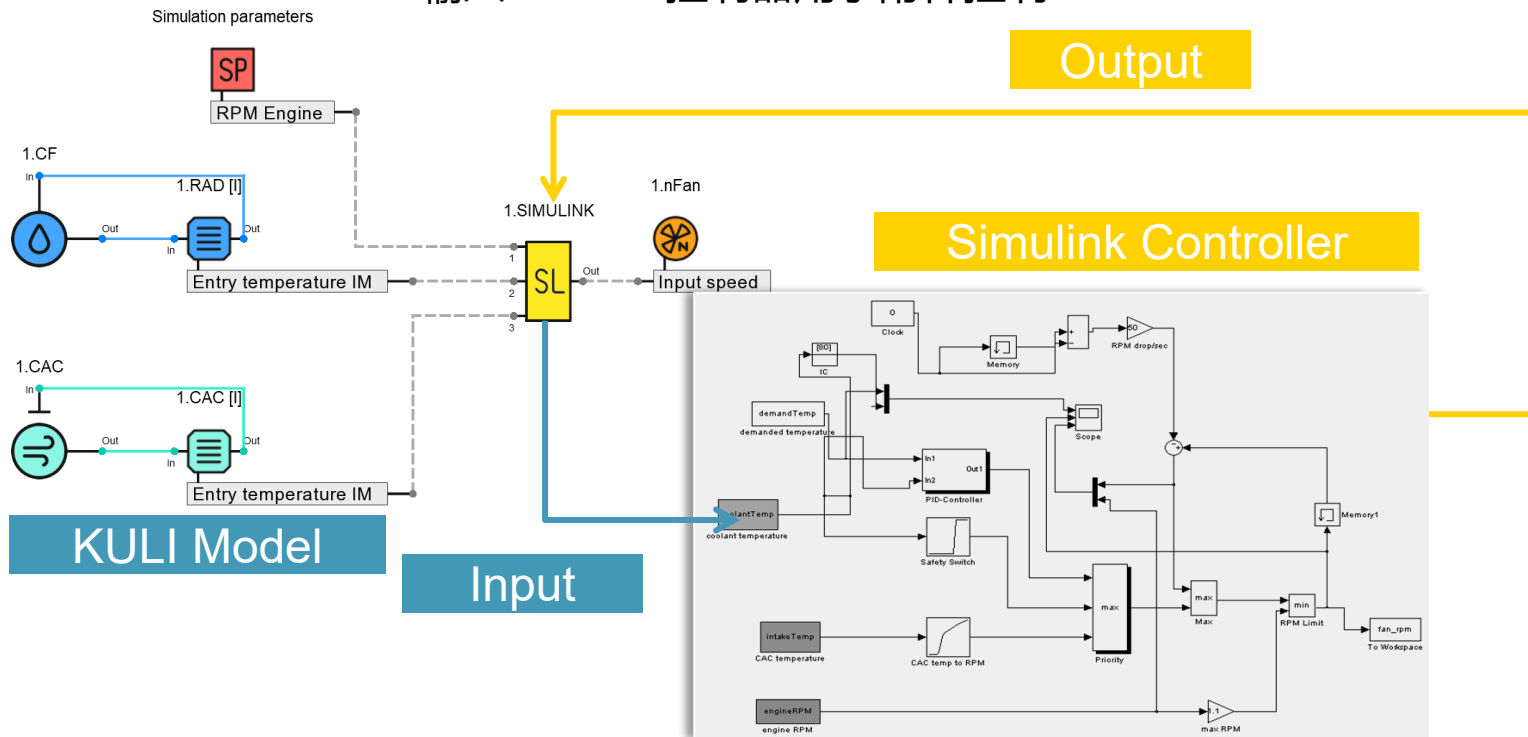 Simulation parameters
SP
RPM Engine
Output
1.CF
In
Out
1.RAD [I]
In
Out
Entry temperature IM
1.SIMULINK
1
2
3
SL
Out
1.nFan
N
Input speed
Simulink Controller
1.CAC
In
Out
1.CAC [I]
In
Out
Entry temperature IM
KULI Model
Input
0
Clock
Memory
+
−
50
RPM drop/sec
[80]
IC
demandTemp
demanded temperature
Scope
In1
In2
Out1
PID-Controller
olantTemp
coolant temperature
Safety Switch
Memory1
max
Priority
max
Max
min
RPM Limit
fan_rpm
To Workspace
intakeTemp
CAC temperature
CAC temp to RPM
engineRPM
engine RPM
1.1
max RPM